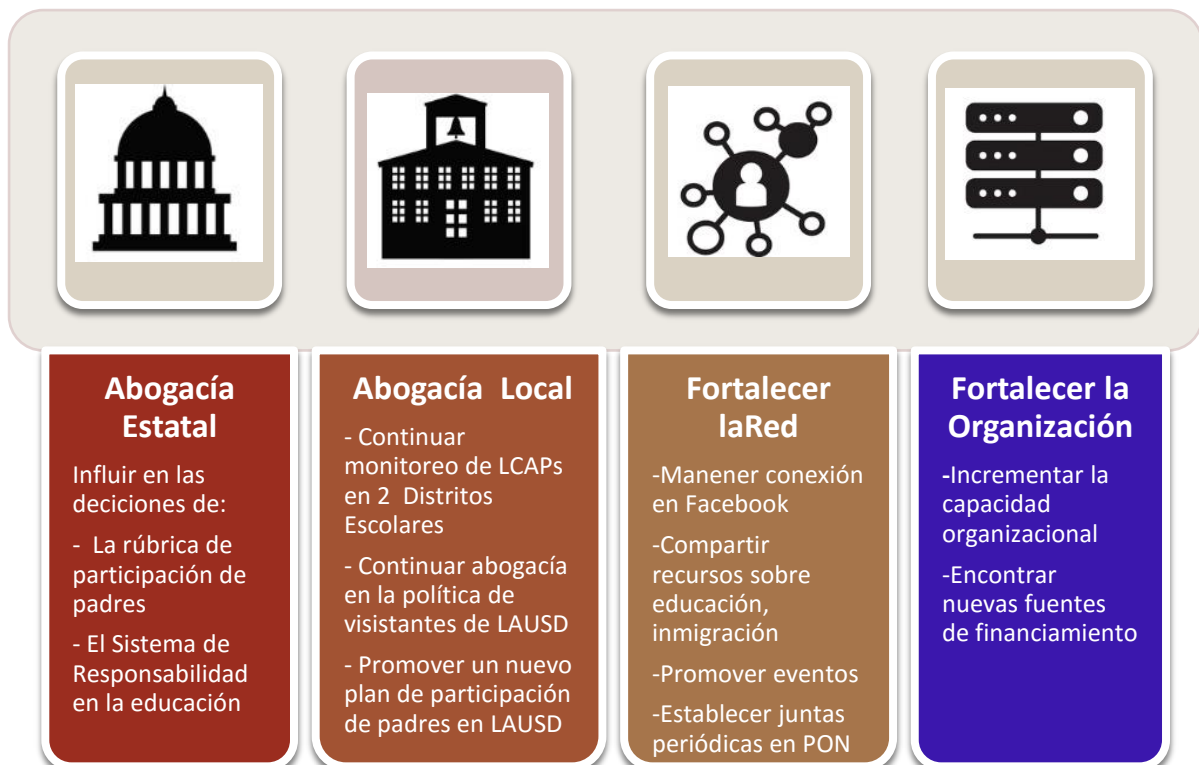 Abogacía
Estatal
Influir en las
deciciones de:
- La rúbrica de
participación de
padres
- El Sistema de
Responsabilidad
en la educación
Abogacía Local
- Continuar
monitoreo de LCAPs
en 2 Distritos
Escolares
- Continuar abogacía
en la política de
visistantes de LAUSD
- Promover un nuevo
plan de participación
de padres en LAUSD
Fortalecer
laRed
-Manener conexión
en Facebook
-Compartir
recursos sobre
educación,
inmigración
-Promover eventos
-Establecer juntas
periódicas en PON
Fortalecer la
Organización
-Incrementar la
capacidad
organizacional
-Encontrar
nuevas fuentes
de financiamiento